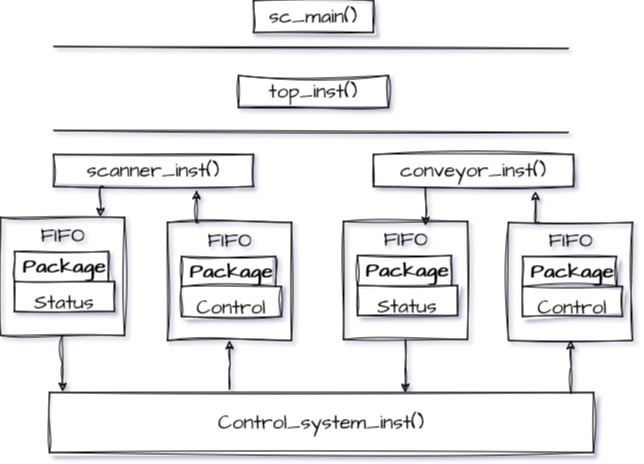 sc_main()
top_inst()
scanner_inst()
conveyor_inst()
FIFO
Package
Status
FIFO
Package
Control
FIFO
Package
Status
FIFO
Package
Control
Control_system_inst()